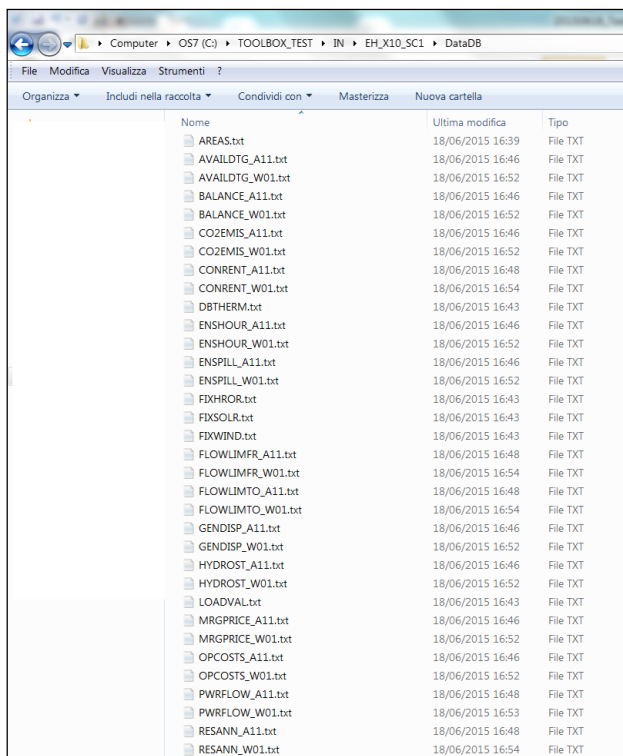 Computer ▸ OS7 (C:) ▸ TOOLBOX_TEST ▸ IN ▸ EH_X10_SC1 ▸ DataDB
File Modifica Visualizza Strumenti ?
Organizza Includi nella raccolta Condividi con Masterizza Nuova cartella
Nome Ultima modifica Tipo
AREAS.txt 18/06/2015 16:39 File TXT
AVAILDTG_A11.txt 18/06/2015 16:46 File TXT
AVAILDTG_W01.txt 18/06/2015 16:52 File TXT
BALANCE_A11.txt 18/06/2015 16:46 File TXT
BALANCE_W01.txt 18/06/2015 16:52 File TXT
CO2EMIS_A11.txt 18/06/2015 16:46 File TXT
CO2EMIS_W01.txt 18/06/2015 16:52 File TXT
CONRENT_A11.txt 18/06/2015 16:48 File TXT
CONRENT_W01.txt 18/06/2015 16:54 File TXT
DBTHERM.txt 18/06/2015 16:43 File TXT
ENSHOUR_A11.txt 18/06/2015 16:46 File TXT
ENSHOUR_W01.txt 18/06/2015 16:52 File TXT
ENSPILL_A11.txt 18/06/2015 16:46 File TXT
ENSPILL_W01.txt 18/06/2015 16:52 File TXT
FIXHROR.txt 18/06/2015 16:43 File TXT
FIXSOLR.txt 18/06/2015 16:43 File TXT
FIXWIND.txt 18/06/2015 16:43 File TXT
FLOWLIMFR_A11.txt 18/06/2015 16:48 File TXT
FLOWLIMFR_W01.txt 18/06/2015 16:54 File TXT
FLOWLIMTO_A11.txt 18/06/2015 16:48 File TXT
FLOWLIMTO_W01.txt 18/06/2015 16:54 File TXT
GENDISP_A11.txt 18/06/2015 16:46 File TXT
GENDISP_W01.txt 18/06/2015 16:52 File TXT
HYDROST_A11.txt 18/06/2015 16:46 File TXT
HYDROST_W01.txt 18/06/2015 16:52 File TXT
LOADVAL.txt 18/06/2015 16:43 File TXT
MRGPRICE_A11.txt 18/06/2015 16:46 File TXT
MRGPRICE_W01.txt 18/06/2015 16:52 File TXT
OPCOSTS_A11.txt 18/06/2015 16:46 File TXT
OPCOSTS_W01.txt 18/06/2015 16:52 File TXT
PWRFLOW_A11.txt 18/06/2015 16:48 File TXT
PWRFLOW_W01.txt 18/06/2015 16:53 File TXT
RESANN_A11.txt 18/06/2015 16:48 File TXT
RESANN_W01.txt 18/06/2015 16:54 File TXT